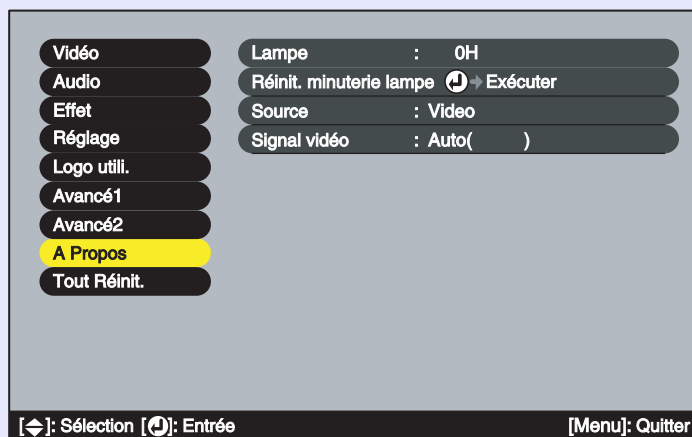 Vidéo
Audio
Effet
Réglage
Logo utili.
Avancé1
Avancé2
A Propos
Tout Réinit.
Lampe : 0H
Réinit. minuterie lampe Exécuter
Source : Video
Signal vidéo : Auto( )
[ ]: Sélection [ ]: Entrée [Menu]: Quitter